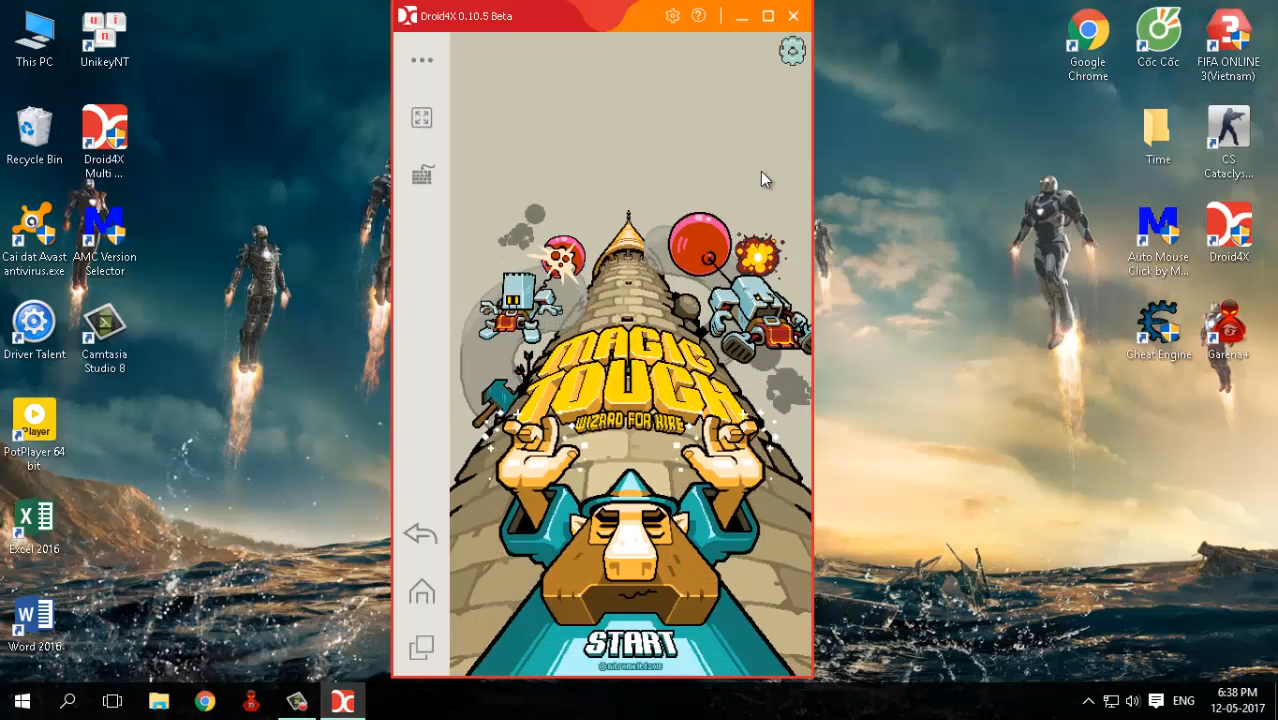 This PC
UnikeyNT
Recycle Bin
Droid4X
Multi ...
Cai dat Avast
antivirus.exe
AMC Version
Selector
Driver Talent
Camtasia
Studio 8
Player
PotPlayer 64
bit
Excel 2016
Word 2016
Droid4X 0.10.5 Beta
MAGIC
TOUCH
WIZARD FOR HIRE
START
Google
Chrome
Cốc Cốc
FIFA ONLINE
3(Vietnam)
Time
CS
Cataclys...
Auto Mouse
Click by M...
Droid4X
Cheat Engine
Garena+
ENG
6:38 PM
12-05-2017